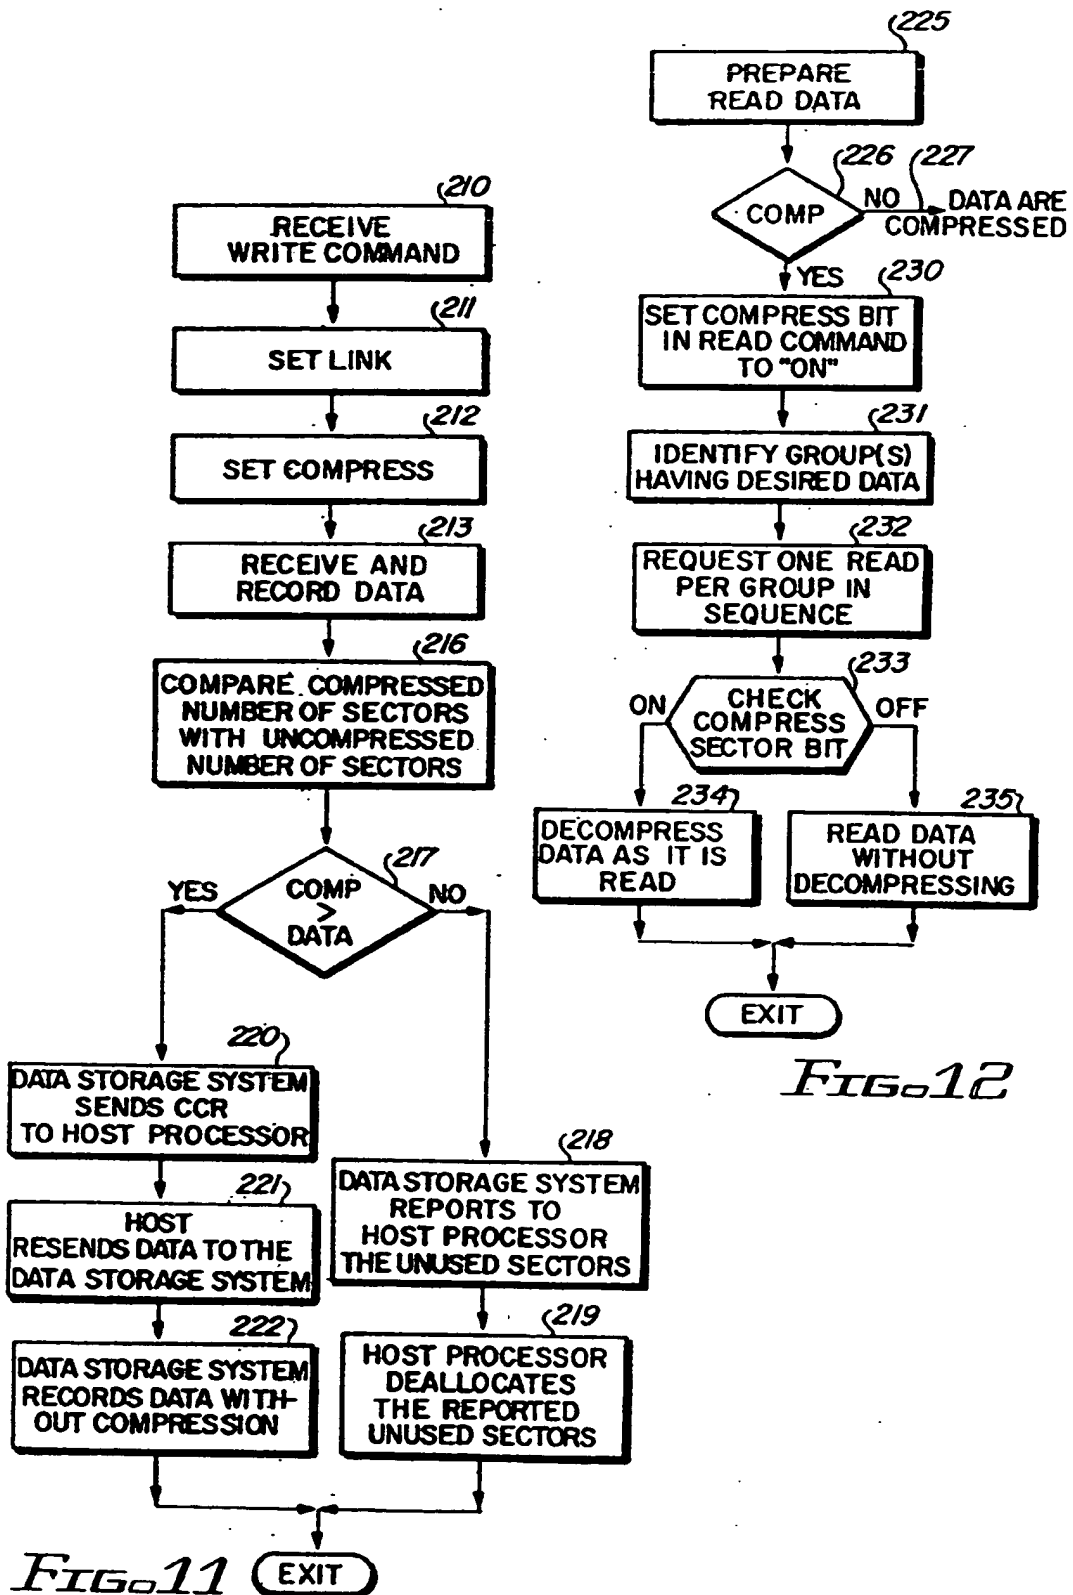 210
RECEIVE
WRITE COMMAND
211
SET LINK
212
SET COMPRESS
213
RECEIVE AND
RECORD DATA
216
COMPARE COMPRESSED
NUMBER OF SECTORS
WITH UNCOMPRESSED
NUMBER OF SECTORS
217
YES
COMP
>
DATA
NO
220
DATA STORAGE SYSTEM
SENDS CCR
TO HOST PROCESSOR
221
HOST
RESENDS DATA TO THE
DATA STORAGE SYSTEM
222
DATA STORAGE SYSTEM
RECORDS DATA WITH-
OUT COMPRESSION
218
DATA STORAGE SYSTEM
REPORTS TO
HOST PROCESSOR
THE UNUSED SECTORS
219
HOST PROCESSOR
DEALLOCATES
THE REPORTED
UNUSED SECTORS
EXIT
FIG. 11
225
PREPARE
READ DATA
226
COMP
NO
227
DATA ARE
COMPRESSED
YES
230
SET COMPRESS BIT
IN READ COMMAND
TO "ON"
231
IDENTIFY GROUP(S)
HAVING DESIRED DATA
232
REQUEST ONE READ
PER GROUP IN
SEQUENCE
233
ON
CHECK
COMPRESS
SECTOR BIT
OFF
234
DECOMPRESS
DATA AS IT IS
READ
235
READ DATA
WITHOUT
DECOMPRESSING
EXIT
FIG. 12